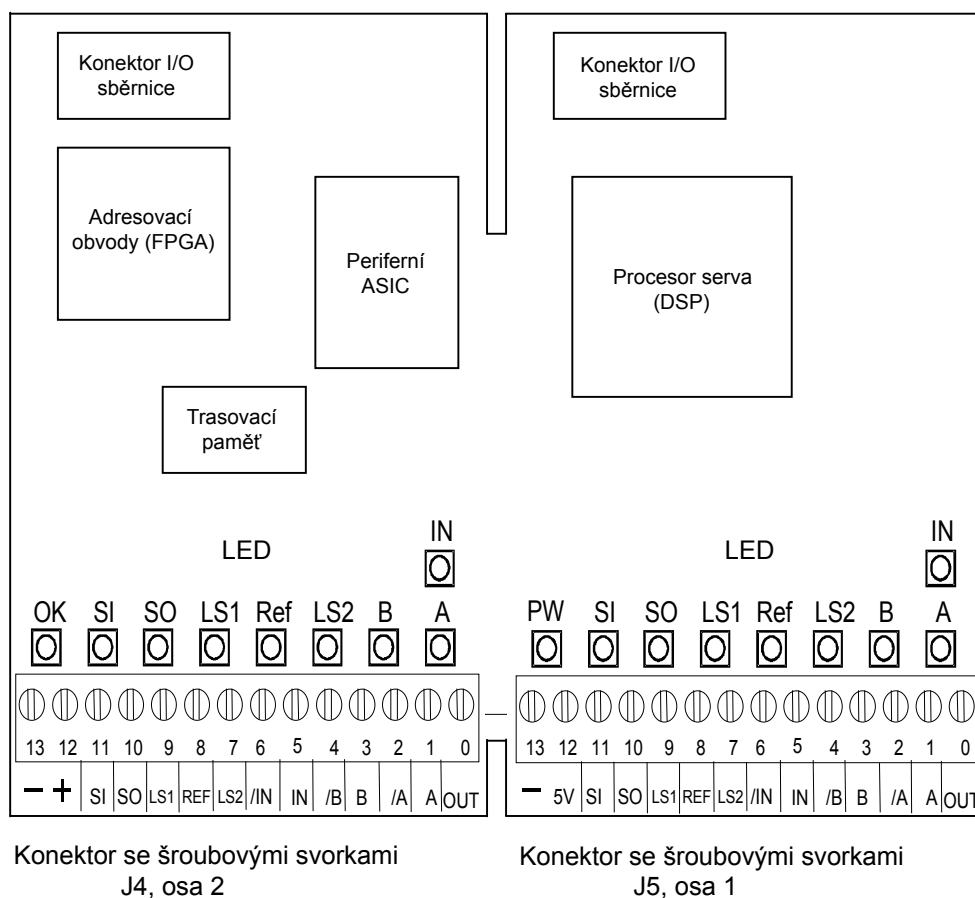 Konektor I/O
sběrnice
Konektor I/O
sběrnice
Adresovací
obvody (FPGA)
Periferní
ASIC
Procesor serva
(DSP)
Trasovací
paměť
IN
LED
OK SI SO LS1 Ref LS2 B A
13 12 11 10 9 8 7 6 5 4 3 2 1 0
− + SI SO LS1 REF LS2 /IN IN /B B /A A OUT
Konektor se šroubovými svorkami
J4, osa 2
IN
LED
PW SI SO LS1 Ref LS2 B A
13 12 11 10 9 8 7 6 5 4 3 2 1 0
− 5V SI SO LS1 REF LS2 /IN IN /B B /A A OUT
Konektor se šroubovými svorkami
J5, osa 1